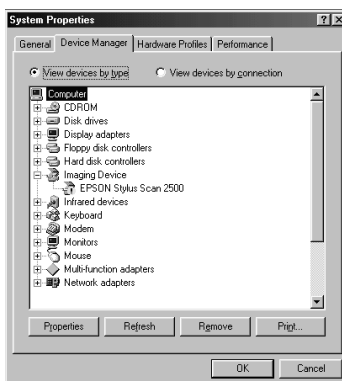 System Properties
General Device Manager Hardware Profiles Performance
View devices by type View devices by connection
Computer
CDROM
Disk drives
Display adapters
Floppy disk controllers
Hard disk controllers
Imaging Device
EPSON Stylus Scan 2500
Infrared devices
Keyboard
Modem
Monitors
Mouse
Multi-function adapters
Network adapters
Properties Refresh Remove Print...
OK Cancel